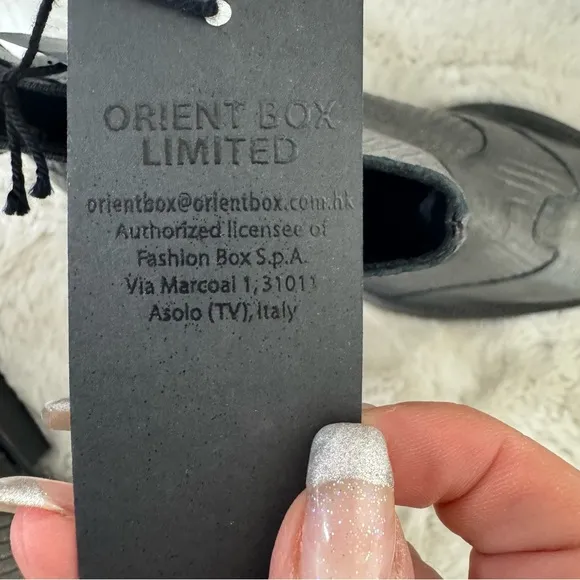 ORIENT BOX
LIMITED
orientbox@orientbox.com.hk
Authorized licensee of
Fashion Box S.p.A.
Via Marcoai 1, 31011
Asolo (TV), Italy